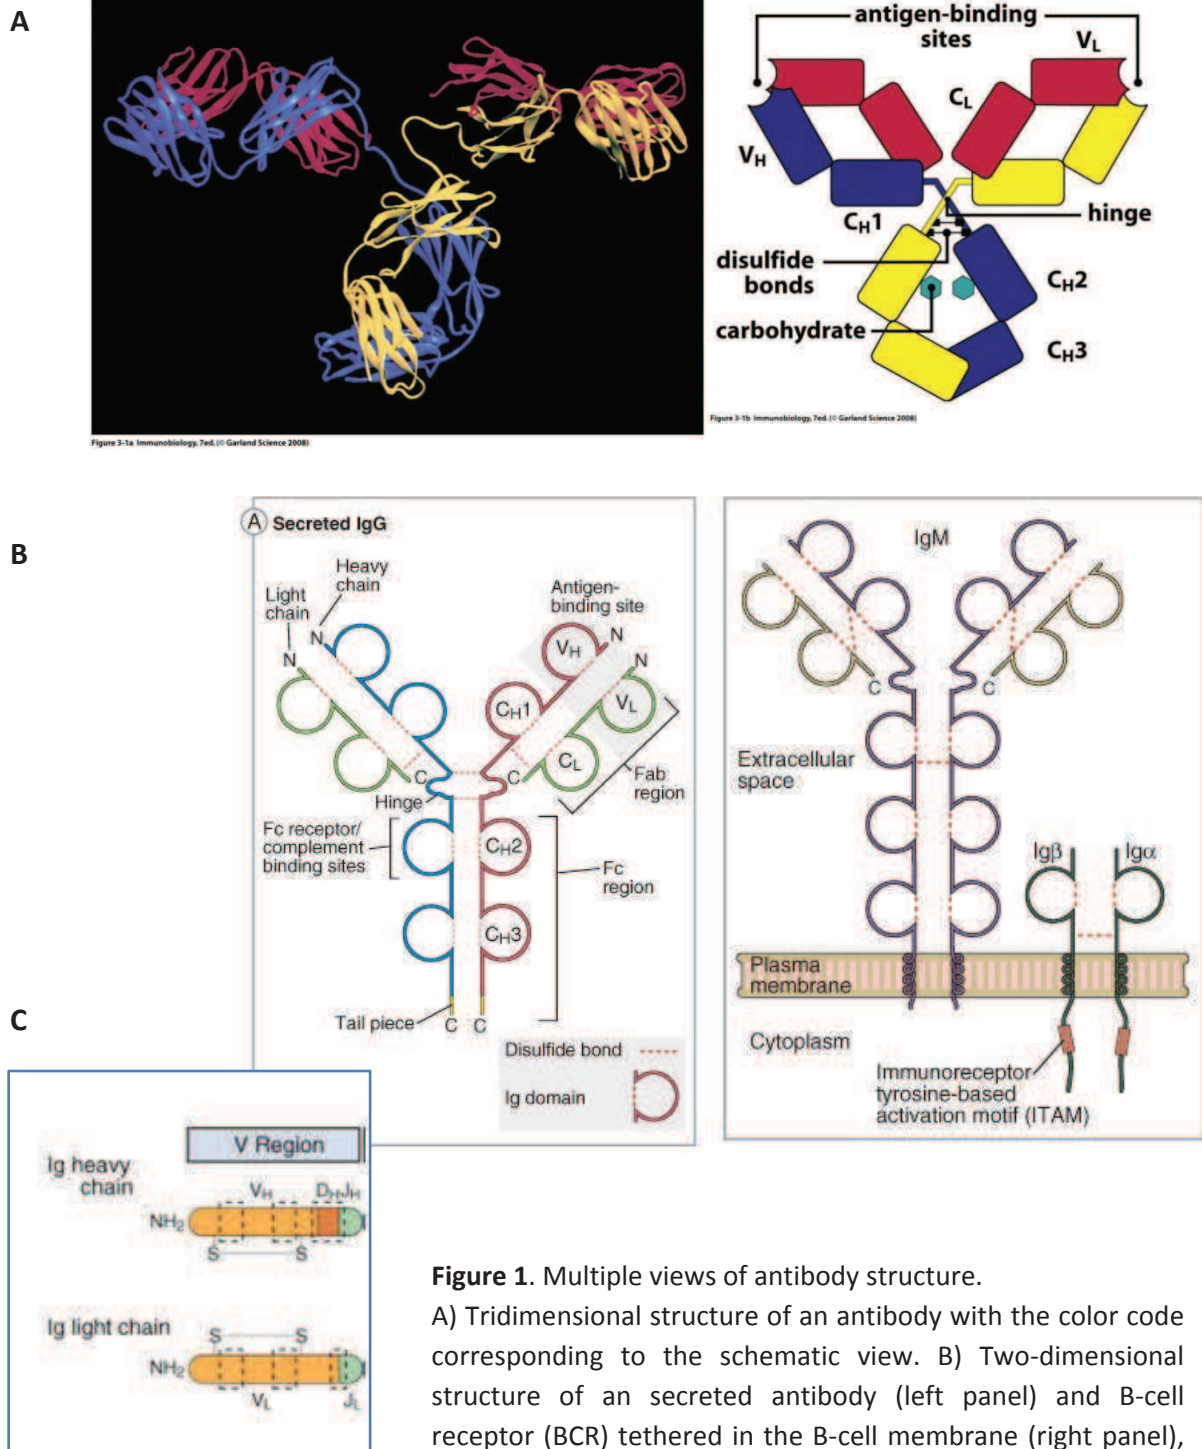 A
antigen-binding
sites
VL
CL
VH
CH1
hinge
disulfide
bonds
CH2
carbohydrate
CH3
Figure 3-1a Immunobiology, 7ed. (© Garland Science 2008)
Figure 3-1b Immunobiology, 7ed. (© Garland Science 2008)
B
A Secreted IgG
Heavy
chain
Light
chain
N
N
Antigen-
binding site
N
N
VH
VL
CH1
CL
C
C
Hinge
Fab
region
Fc receptor/
complement
binding sites
CH2
Fc
region
CH3
Tail piece
C
C
Disulfide bond
Ig domain
IgM
C
C
Extracellular
space
Igβ
Igα
Plasma
membrane
Cytoplasm
Immunoreceptor
tyrosine-based
activation motif (ITAM)
C
V Region
Ig heavy
chain
VH
DH JH
NH2
S
S
Ig light chain
S
S
NH2
VL
JL
Figure 1. Multiple views of antibody structure.
A) Tridimensional structure of an antibody with the color code
corresponding to the schematic view. B) Two-dimensional
structure of an secreted antibody (left panel) and B-cell
receptor (BCR) tethered in the B-cell membrane (right panel),